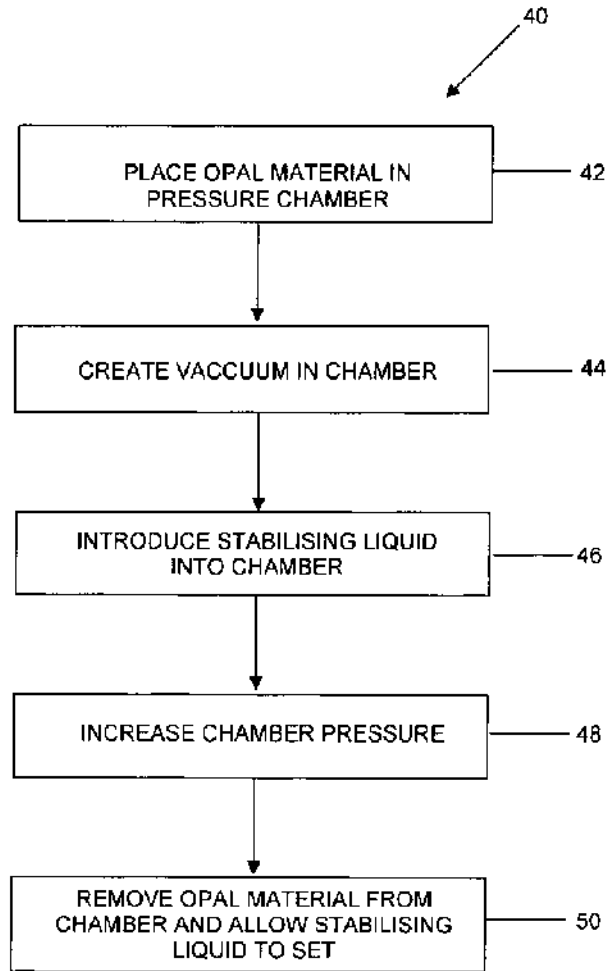 40
PLACE OPAL MATERIAL IN
PRESSURE CHAMBER
42
CREATE VACCUUM IN CHAMBER
44
INTRODUCE STABILISING LIQUID
INTO CHAMBER
46
INCREASE CHAMBER PRESSURE
48
REMOVE OPAL MATERIAL FROM
CHAMBER AND ALLOW STABILISING
LIQUID TO SET
50